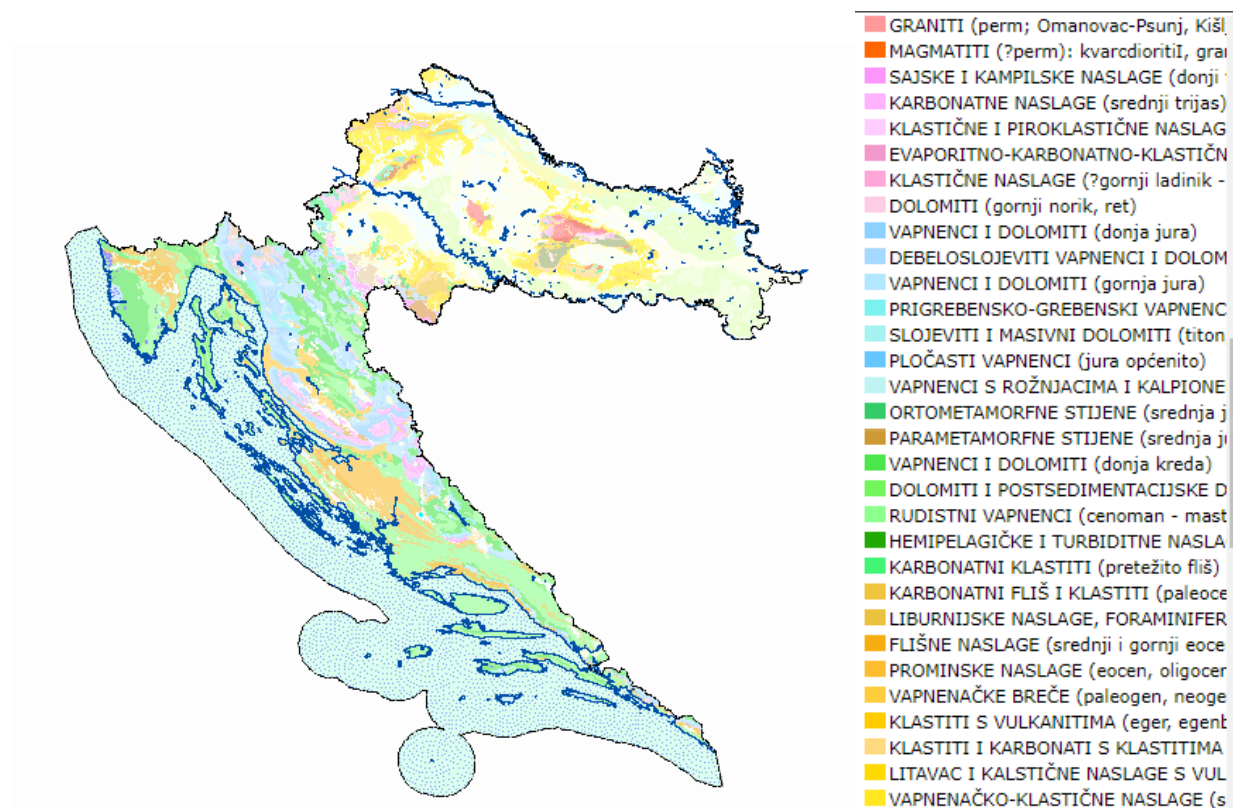 GRANITI (perm; Omanovac-Psunj, Kišlj
MAGMATITI (?perm): kvarcdioritiI, gran
SAJSKE I KAMPILSKE NASLAGE (donji t
KARBONATNE NASLAGE (srednji trijas)
KLASTIČNE I PIROKLASTIČNE NASLAG
EVAPORITNO-KARBONATNO-KLASTIČN
KLASTIČNE NASLAGE (?gornji ladinik -
DOLOMITI (gornji norik, ret)
VAPNENCI I DOLOMITI (donja jura)
DEBELOSLOJEVITI VAPNENCI I DOLOM
VAPNENCI I DOLOMITI (gornja jura)
PRIGREBENSKO-GREBENSKI VAPNENC
SLOJEVITI I MASIVNI DOLOMITI (titon
PLOČASTI VAPNENCI (jura općenito)
VAPNENCI S ROŽNJACIMA I KALPIONE
ORTOMETAMORFNE STIJENE (srednja j
PARAMETAMORFNE STIJENE (srednja ju
VAPNENCI I DOLOMITI (donja kreda)
DOLOMITI I POSTSEDIMENTACIJSKE D
RUDISTNI VAPNENCI (cenoman - mast
HEMIPELAGIČKE I TURBIDITNE NASLA
KARBONATNI KLASTITI (pretežito fliš)
KARBONATNI FLIŠ I KLASTITI (paleoce
LIBURNIJSKE NASLAGE, FORAMINIFER
FLIŠNE NASLAGE (srednji i gornji eoce
PROMINSKE NASLAGE (eocen, oligocen
VAPNENAČKE BREČE (paleogen, neoge
KLASTITI S VULKANITIMA (eger, egenb
KLASTITI I KARBONATI S KLASTITIMA
LITAVAC I KALSTIČNE NASLAGE S VUL
VAPNENAČKO-KLASTIČNE NASLAGE (s